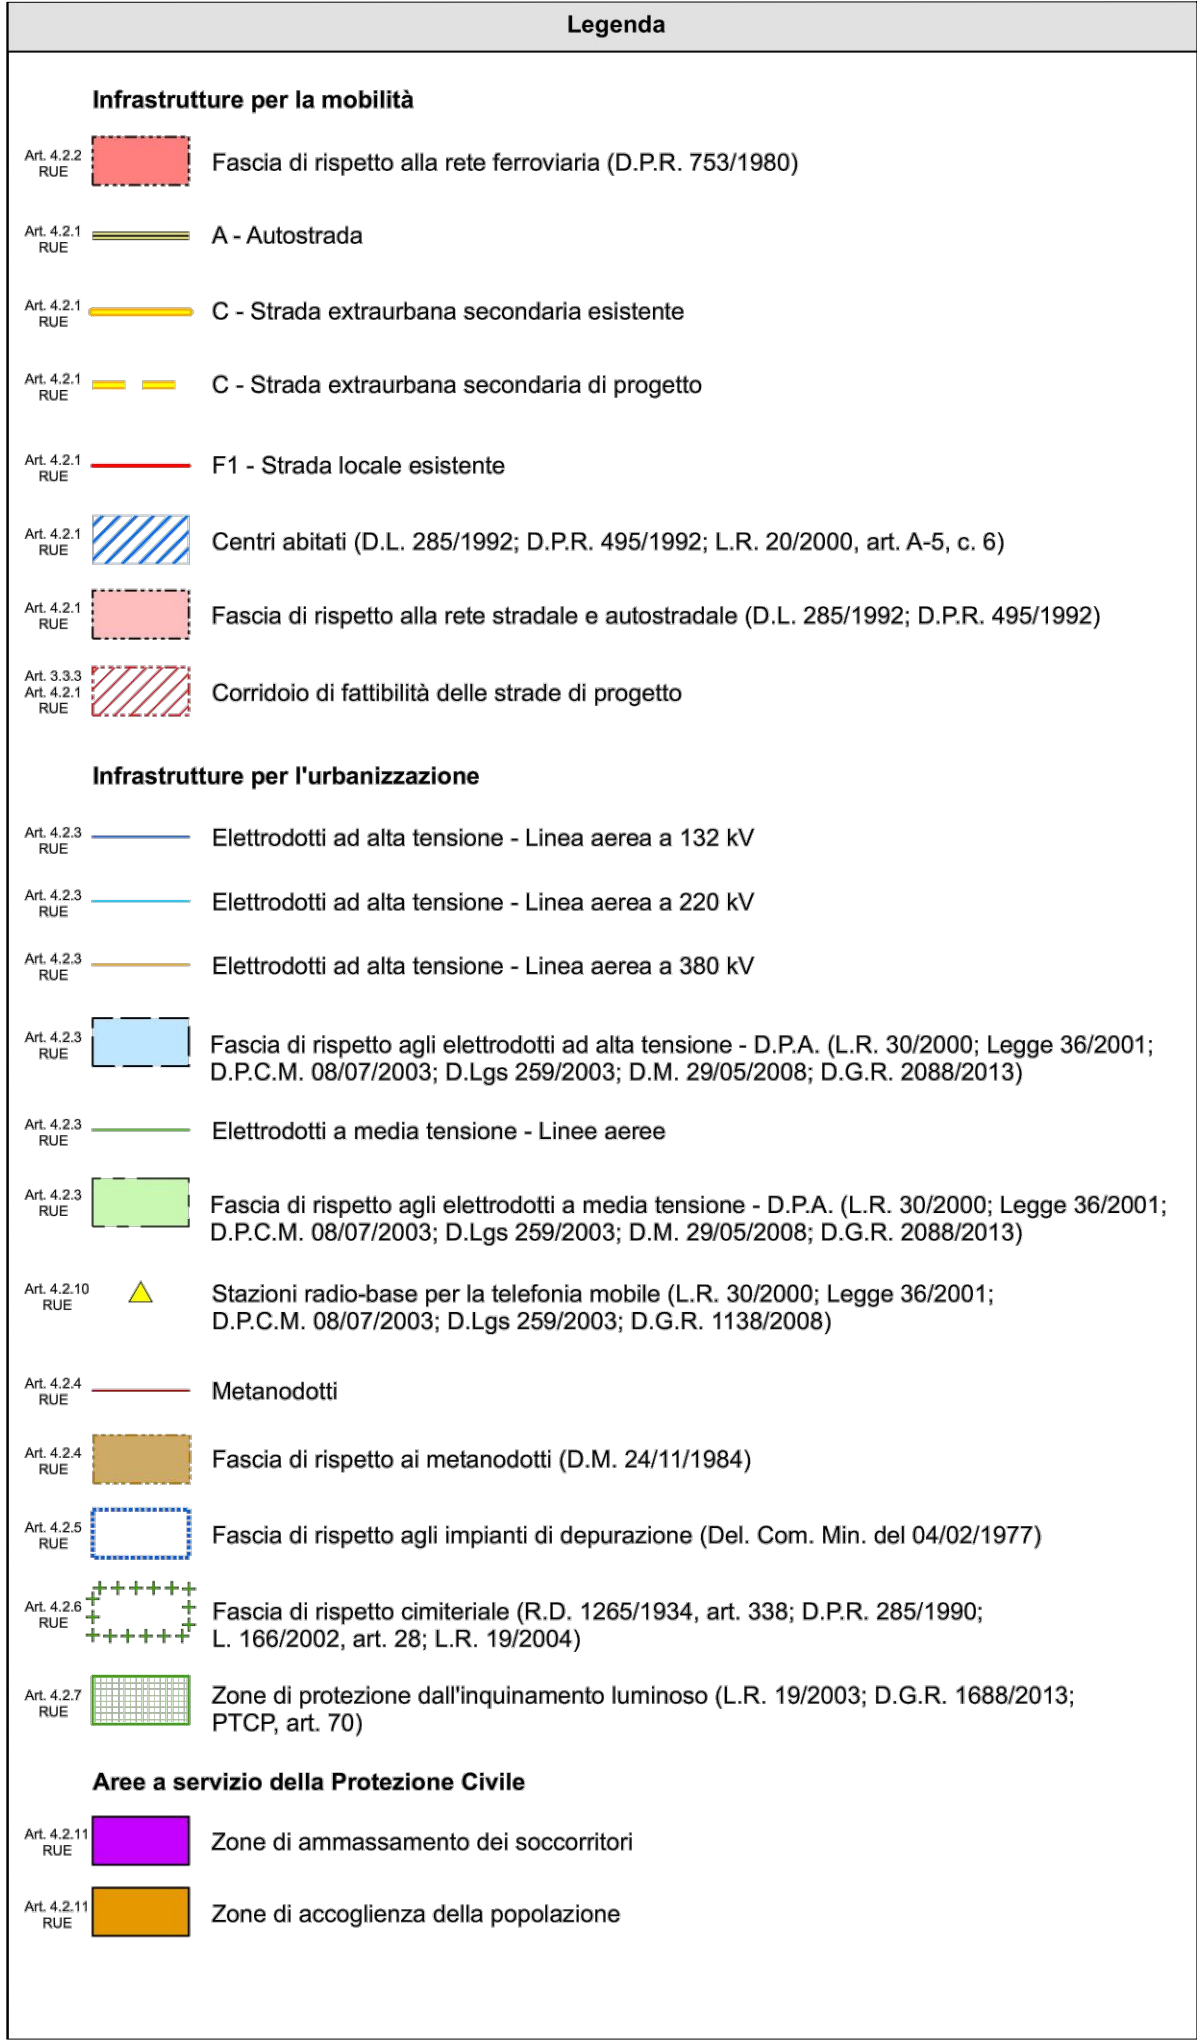 Legenda
Infrastrutture per la mobilità
Art. 4.2.2
RUE
Fascia di rispetto alla rete ferroviaria (D.P.R. 753/1980)
Art. 4.2.1
RUE
A - Autostrada
Art. 4.2.1
RUE
C - Strada extraurbana secondaria esistente
Art. 4.2.1
RUE
C - Strada extraurbana secondaria di progetto
Art. 4.2.1
RUE
F1 - Strada locale esistente
Art. 4.2.1
RUE
Centri abitati (D.L. 285/1992; D.P.R. 495/1992; L.R. 20/2000, art. A-5, c. 6)
Art. 4.2.1
RUE
Fascia di rispetto alla rete stradale e autostradale (D.L. 285/1992; D.P.R. 495/1992)
Art. 3.3.3
Art. 4.2.1
RUE
Corridoio di fattibilità delle strade di progetto
Infrastrutture per l'urbanizzazione
Art. 4.2.3
RUE
Elettrodotti ad alta tensione - Linea aerea a 132 kV
Art. 4.2.3
RUE
Elettrodotti ad alta tensione - Linea aerea a 220 kV
Art. 4.2.3
RUE
Elettrodotti ad alta tensione - Linea aerea a 380 kV
Art. 4.2.3
RUE
Fascia di rispetto agli elettrodotti ad alta tensione - D.P.A. (L.R. 30/2000; Legge 36/2001;
D.P.C.M. 08/07/2003; D.Lgs 259/2003; D.M. 29/05/2008; D.G.R. 2088/2013)
Art. 4.2.3
RUE
Elettrodotti a media tensione - Linee aeree
Art. 4.2.3
RUE
Fascia di rispetto agli elettrodotti a media tensione - D.P.A. (L.R. 30/2000; Legge 36/2001;
D.P.C.M. 08/07/2003; D.Lgs 259/2003; D.M. 29/05/2008; D.G.R. 2088/2013)
Art. 4.2.10
RUE
Stazioni radio-base per la telefonia mobile (L.R. 30/2000; Legge 36/2001;
D.P.C.M. 08/07/2003; D.Lgs 259/2003; D.G.R. 1138/2008)
Art. 4.2.4
RUE
Metanodotti
Art. 4.2.4
RUE
Fascia di rispetto ai metanodotti (D.M. 24/11/1984)
Art. 4.2.5
RUE
Fascia di rispetto agli impianti di depurazione (Del. Com. Min. del 04/02/1977)
Art. 4.2.6
RUE
Fascia di rispetto cimiteriale (R.D. 1265/1934, art. 338; D.P.R. 285/1990;
L. 166/2002, art. 28; L.R. 19/2004)
Art. 4.2.7
RUE
Zone di protezione dall'inquinamento luminoso (L.R. 19/2003; D.G.R. 1688/2013;
PTCP, art. 70)
Aree a servizio della Protezione Civile
Art. 4.2.11
RUE
Zone di ammassamento dei soccorritori
Art. 4.2.11
RUE
Zone di accoglienza della popolazione